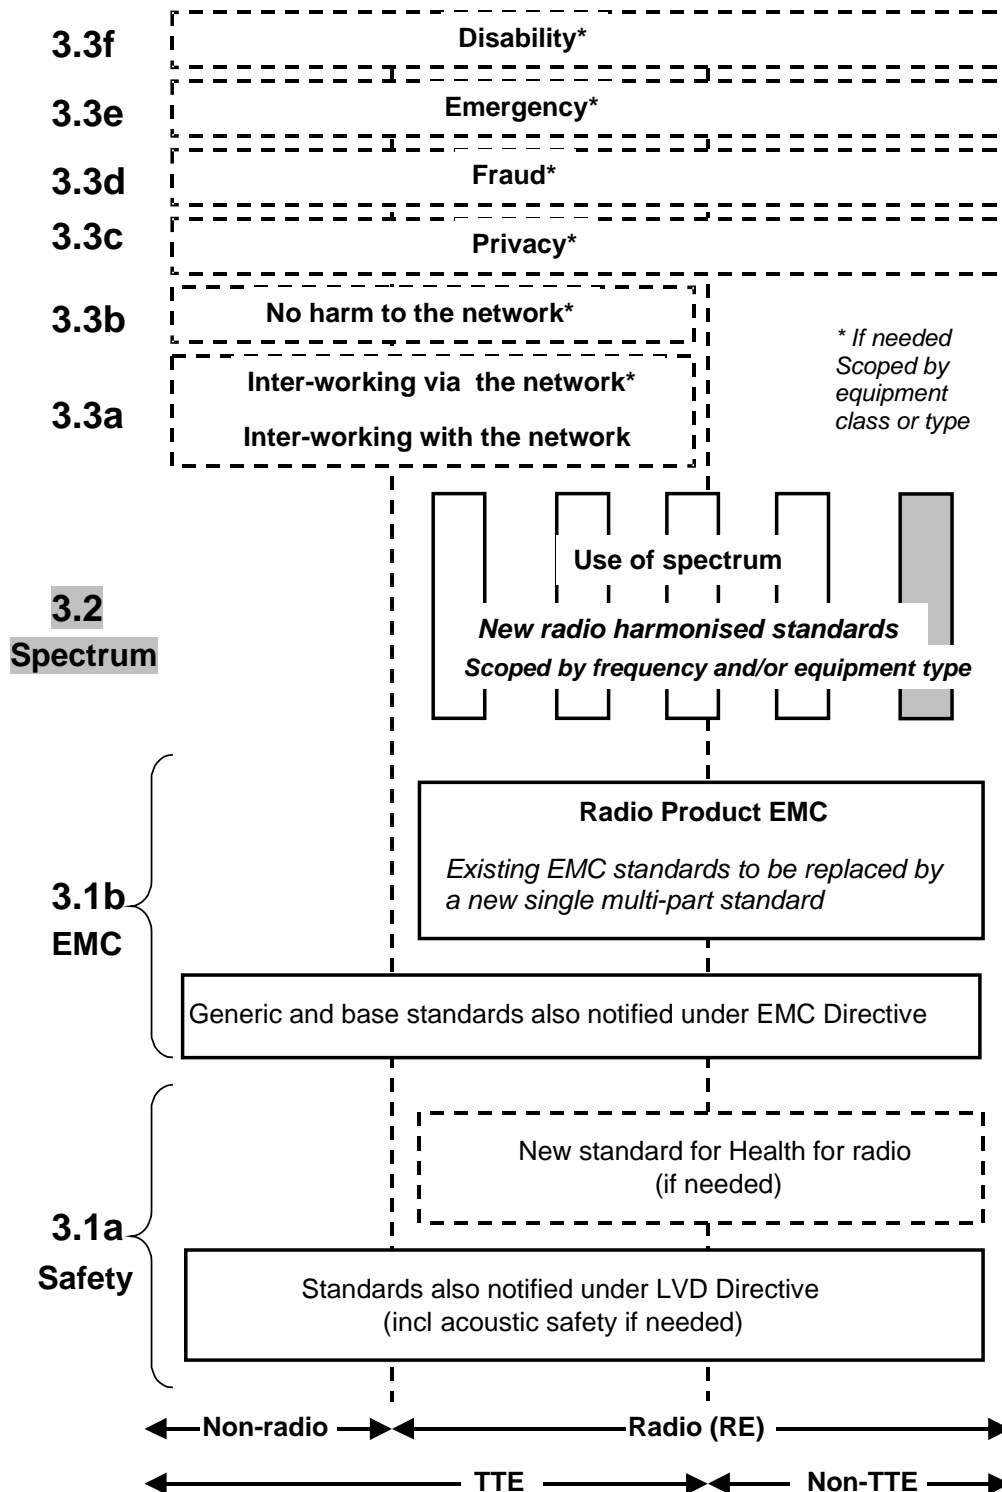 3.3f
Disability*
3.3e
Emergency*
3.3d
Fraud*
3.3c
Privacy*
3.3b
No harm to the network*
* If needed
Scoped by
equipment
class or type
3.3a
Inter-working via the network*
Inter-working with the network
3.2
Spectrum
Use of spectrum
New radio harmonised standards
Scoped by frequency and/or equipment type
3.1b
EMC
Radio Product EMC
Existing EMC standards to be replaced by
a new single multi-part standard
Generic and base standards also notified under EMC Directive
3.1a
Safety
New standard for Health for radio
(if needed)
Standards also notified under LVD Directive
(incl acoustic safety if needed)
Non-radio
Radio (RE)
TTE
Non-TTE